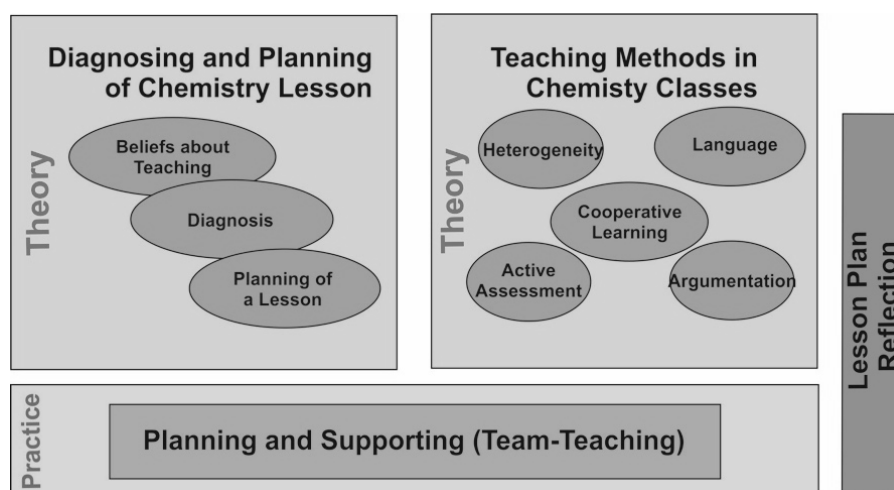 Diagnosing and Planning
of Chemistry Lesson
Theory
Beliefs about
Teaching
Diagnosis
Planning of
a Lesson
Teaching Methods in
Chemisty Classes
Theory
Heterogeneity
Language
Cooperative
Learning
Active
Assessment
Argumentation
Lesson Plan
Reflection
Practice
Planning and Supporting (Team-Teaching)